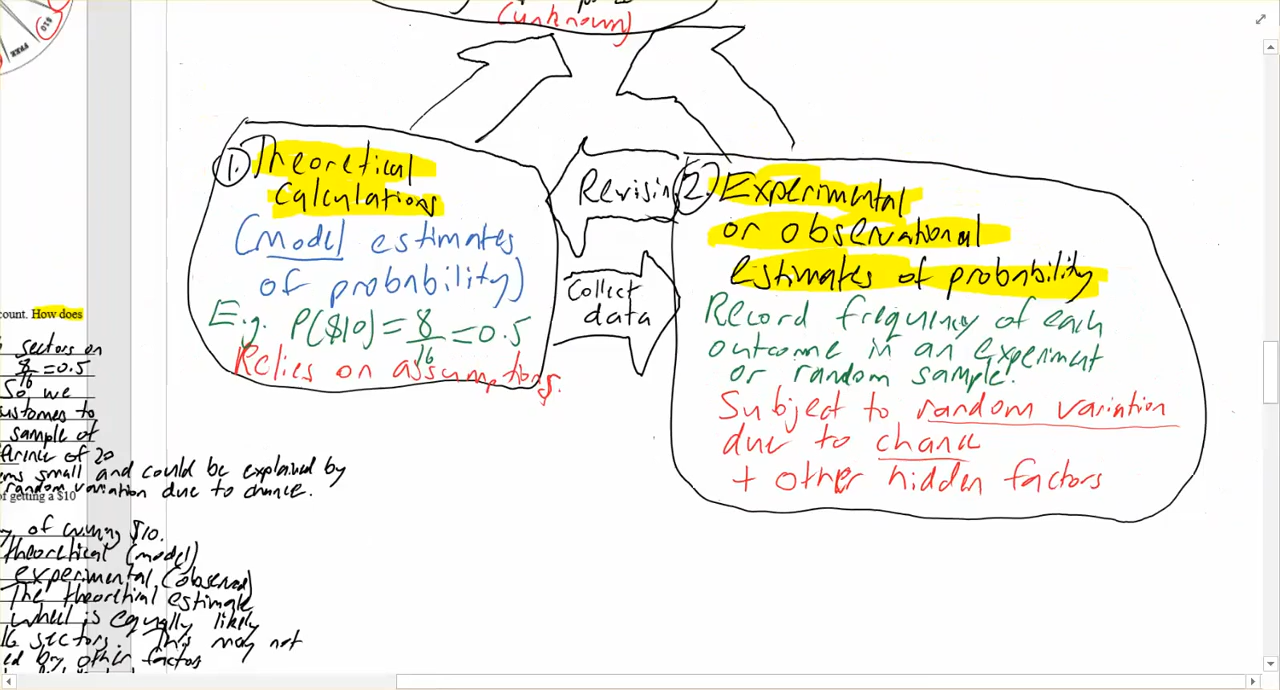 $10
FREE
(unknown)
1. Theoretical
Calculations
(model estimates
of probability)
E.g. P($10) = 8/16 = 0.5
Relies on assumptions.
Revising
Collect
data
2. Experimental
or observational
estimates of probability
Record frequency of each
outcome in an experiment
or random sample.
Subject to random variation
due to chance
+ other hidden factors
count. How does
sectors on
8/16 = 0.5
So we
customes to
sample of
of 20
small and could be explained by
random variation due to chance.
of getting a $10
of winning $10.
theoretical (model)
experimental (observed)
The theoretical estimate
wheel is equally likely
16 sectors. This may not
by other factors